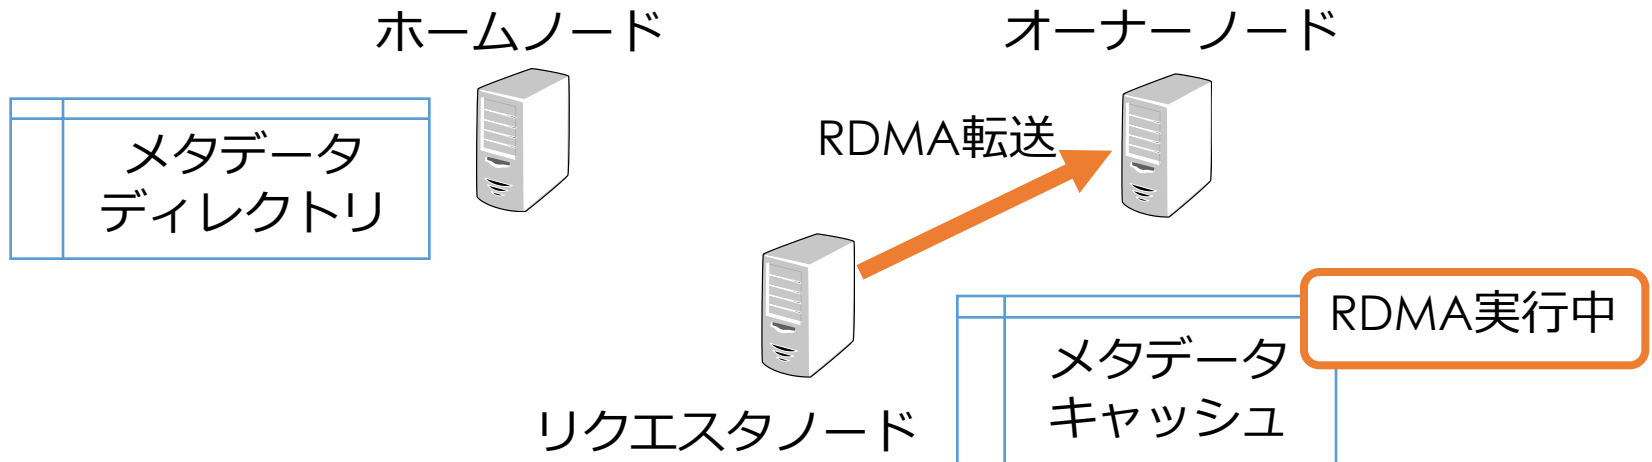 ホームノード
オーナーノード
メタデータ
ディレクトリ
RDMA転送
リクエスタノード
RDMA実行中
メタデータ
キャッシュ